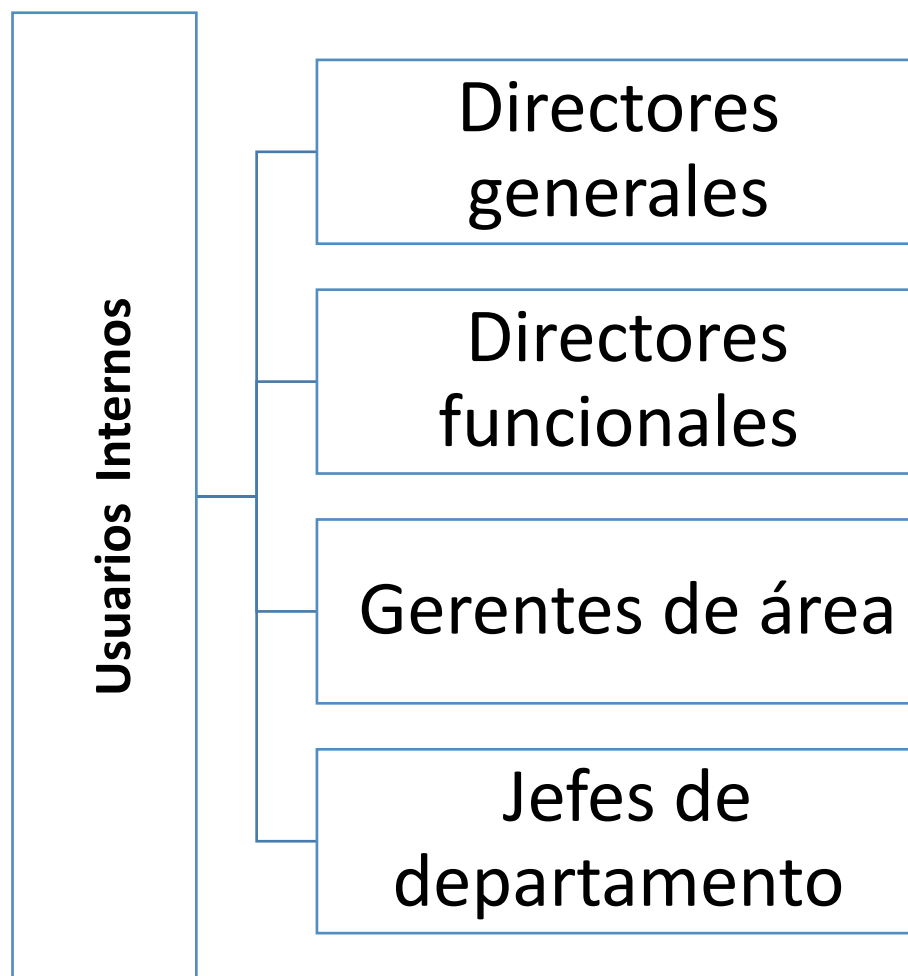 Usuarios Internos
Directores
generales
Directores
funcionales
Gerentes de área
Jefes de
departamento